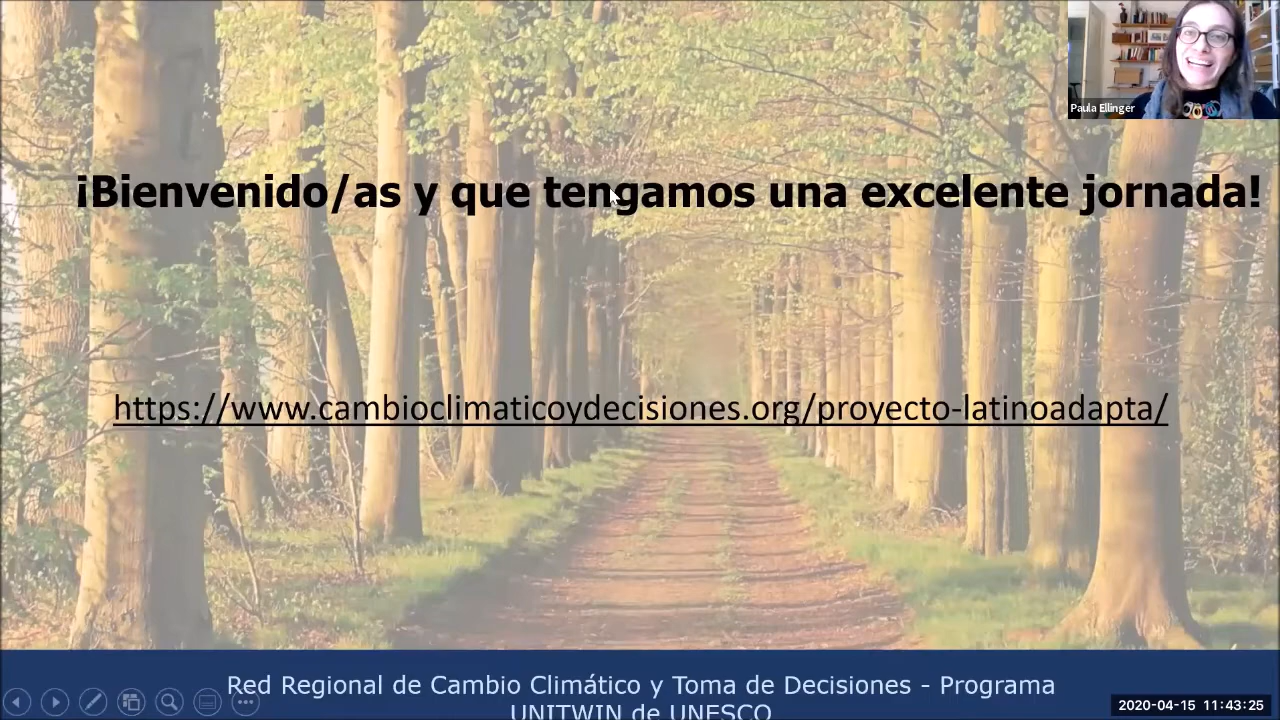 Paula Ellinger
¡Bienvenido/as y que tengamos una excelente jornada!
https://www.cambioclimaticoydecisiones.org/proyecto-latinoadapta/
Red Regional de Cambio Climático y Toma de Decisiones - Programa
UNITWIN de UNESCO
2020-04-15 11:43:25